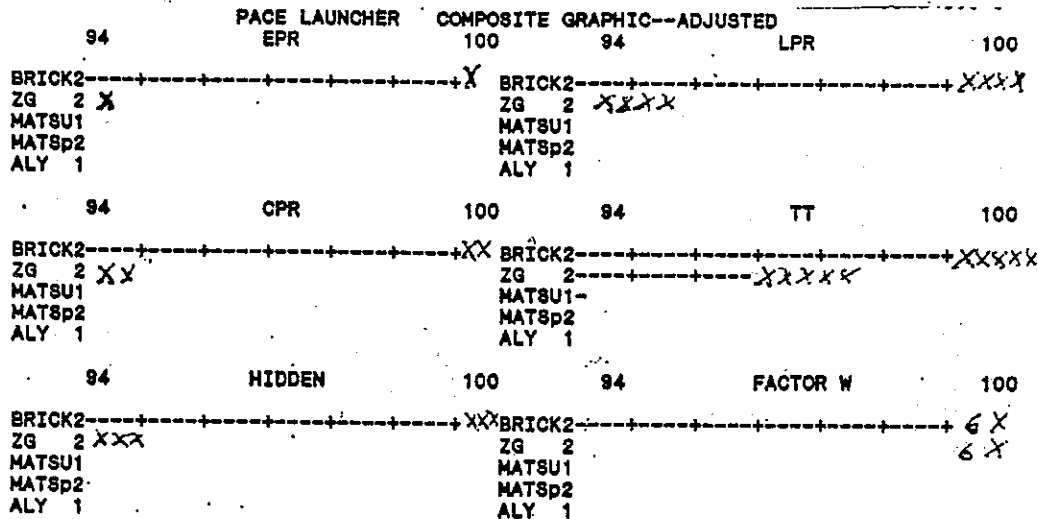 PACE LAUNCHER COMPOSITE GRAPHIC--ADJUSTED
94 EPR 100 94 LPR 100
BRICK2----+----+----+----+----+----+X BRICK2----+----+----+----+----+----+XXXX
ZG 2 X ZG 2 XXXX
MATSU1 MATSU1
MATSp2 MATSp2
ALY 1 ALY 1
94 CPR 100 94 TT 100
BRICK2----+----+----+----+----+----+XX BRICK2----+----+----+----+----+----+XXXXX
ZG 2 XX ZG 2----+----+----XXXXX
MATSU1 MATSU1-
MATSp2 MATSp2
ALY 1 ALY 1
94 HIDDEN 100 94 FACTOR W 100
BRICK2----+----+----+----+----+----+XXX BRICK2----+----+----+----+----+----+ 6 X
ZG 2 XXX ZG 2 6 X
MATSU1 MATSU1
MATSp2 MATSp2
ALY 1 ALY 1